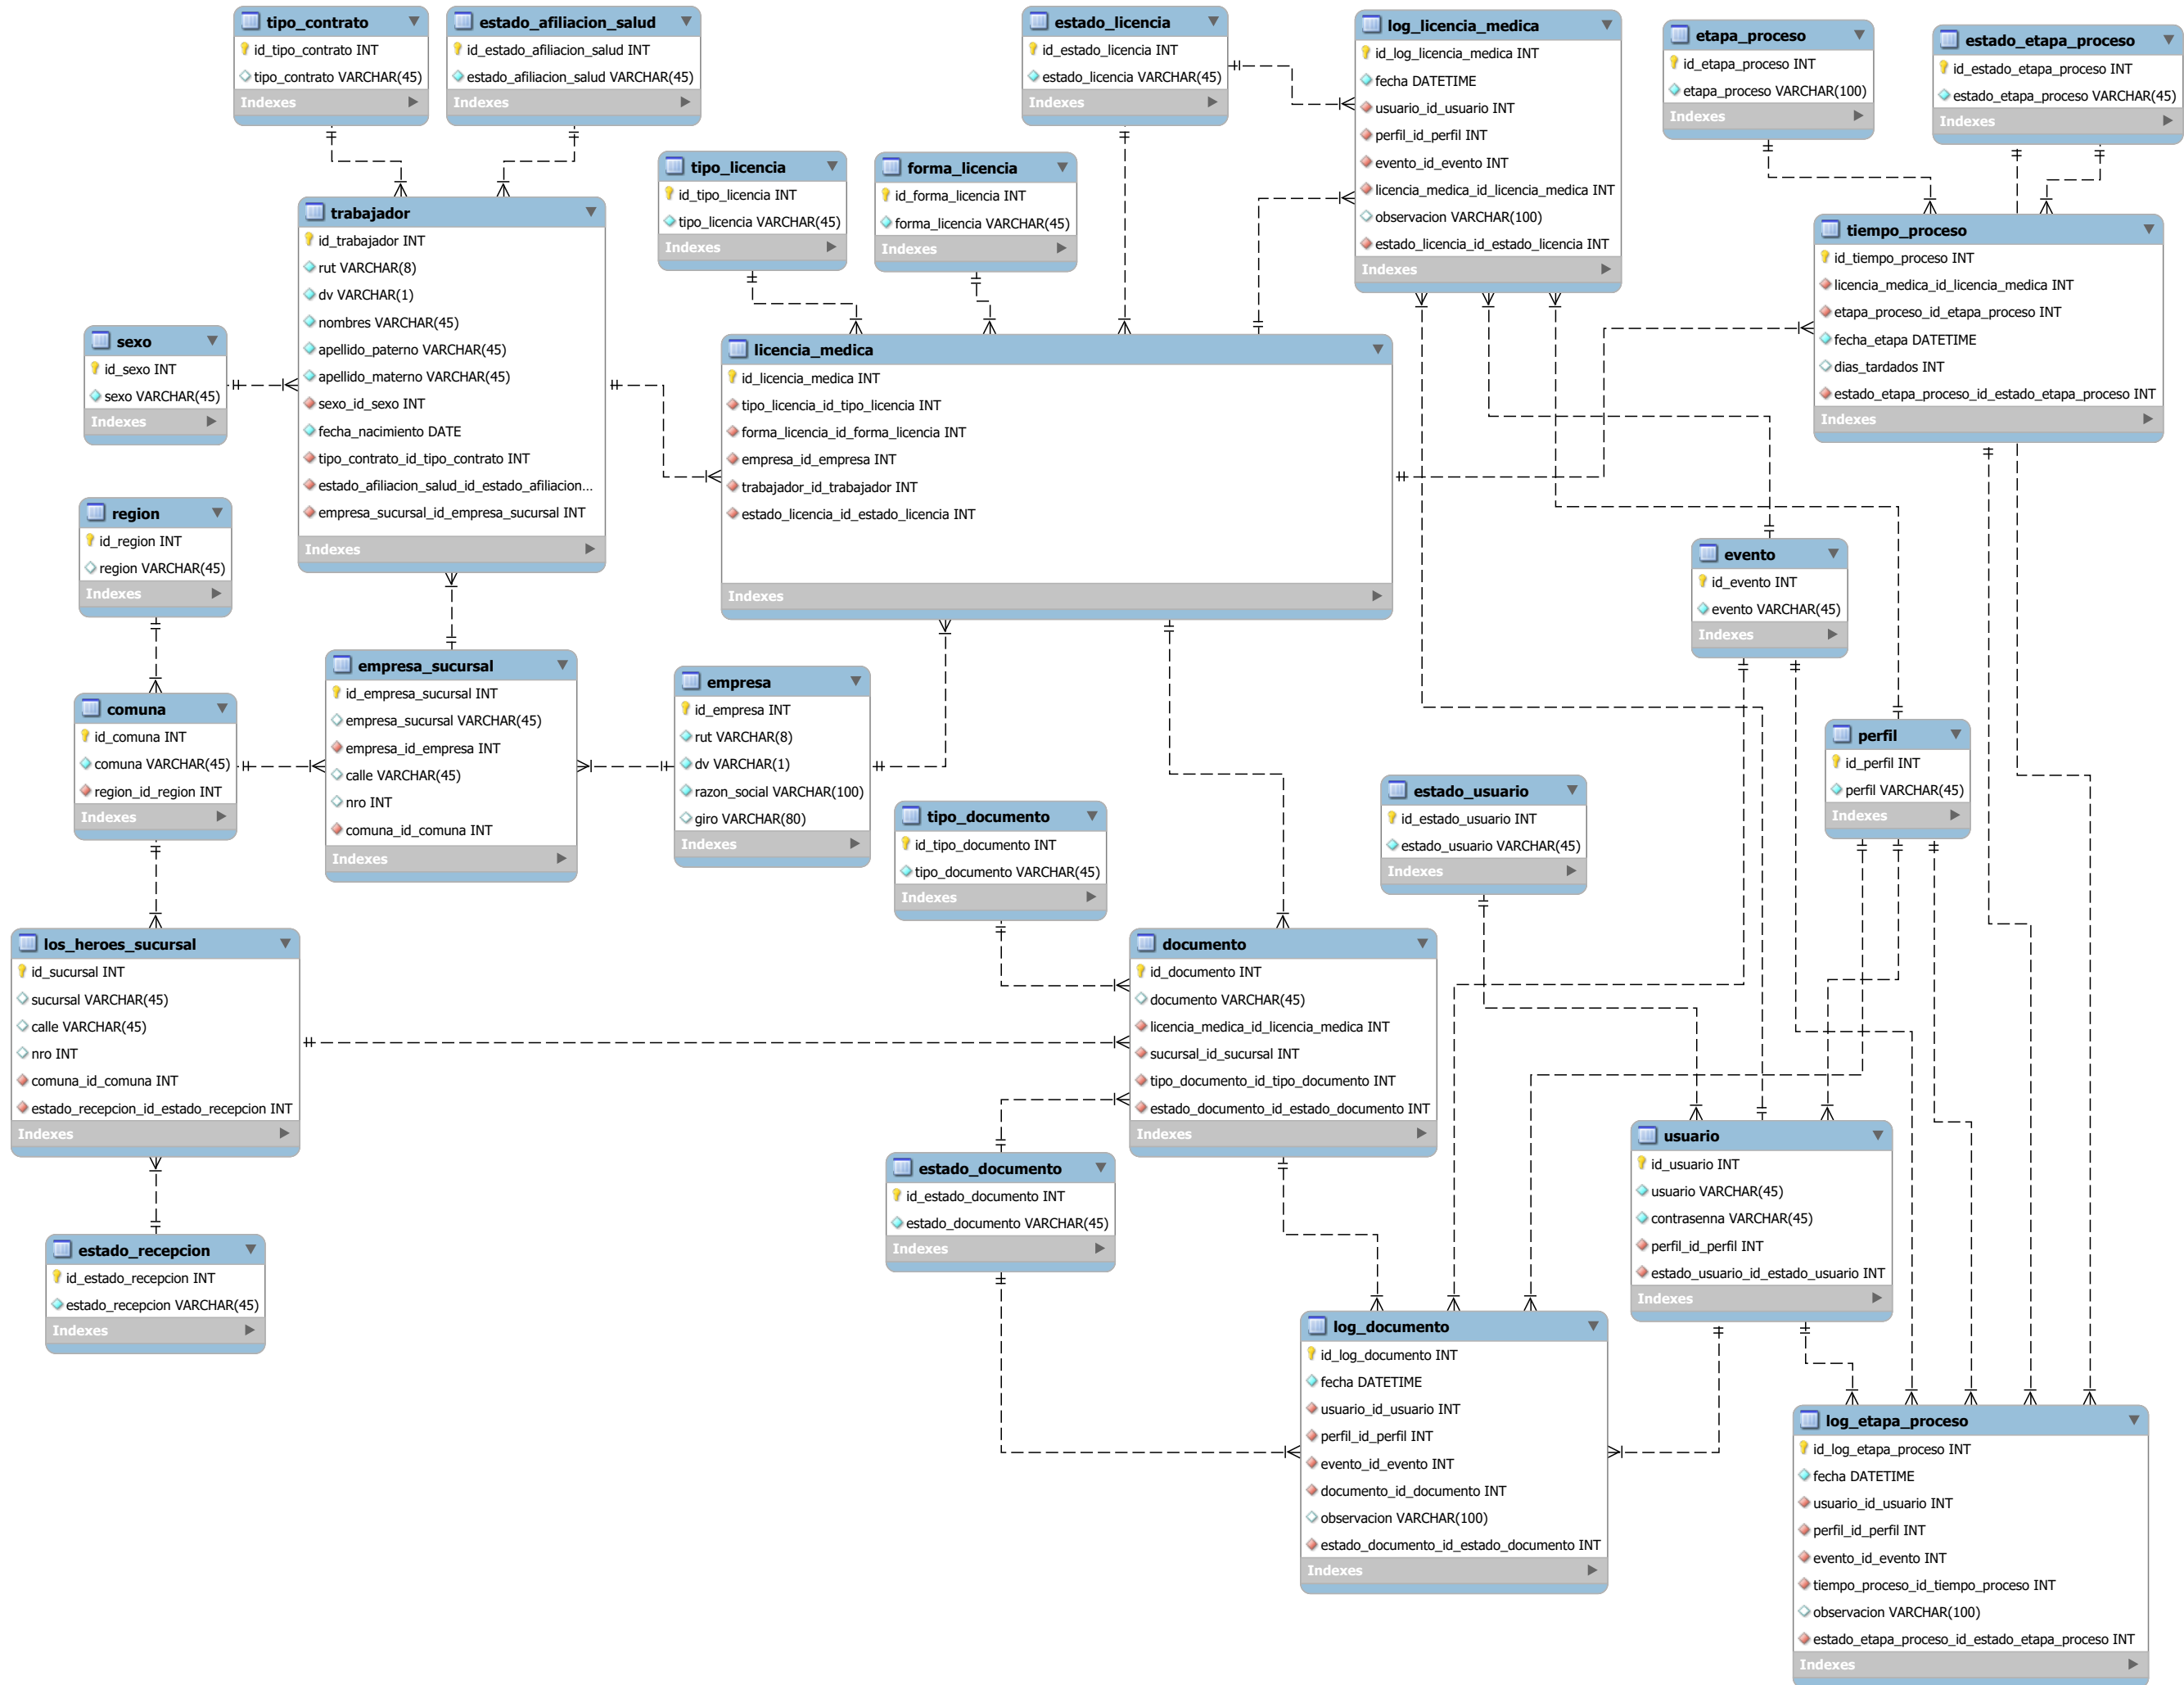 tipo_contrato
id_tipo_contrato INT
tipo_contrato VARCHAR(45)
Indexes
estado_afiliacion_salud
id_estado_afiliacion_salud INT
estado_afiliacion_salud VARCHAR(45)
Indexes
estado_licencia
id_estado_licencia INT
estado_licencia VARCHAR(45)
Indexes
log_licencia_medica
id_log_licencia_medica INT
fecha DATETIME
usuario_id_usuario INT
perfil_id_perfil INT
evento_id_evento INT
licencia_medica_id_licencia_medica INT
observacion VARCHAR(100)
estado_licencia_id_estado_licencia INT
Indexes
etapa_proceso
id_etapa_proceso INT
etapa_proceso VARCHAR(100)
Indexes
estado_etapa_proceso
id_estado_etapa_proceso INT
estado_etapa_proceso VARCHAR(45)
Indexes
tipo_licencia
id_tipo_licencia INT
tipo_licencia VARCHAR(45)
Indexes
forma_licencia
id_forma_licencia INT
forma_licencia VARCHAR(45)
Indexes
trabajador
id_trabajador INT
rut VARCHAR(8)
dv VARCHAR(1)
nombres VARCHAR(45)
apellido_paterno VARCHAR(45)
apellido_materno VARCHAR(45)
sexo_id_sexo INT
fecha_nacimiento DATE
tipo_contrato_id_tipo_contrato INT
estado_afiliacion_salud_id_estado_afiliacion...
empresa_sucursal_id_empresa_sucursal INT
Indexes
tiempo_proceso
id_tiempo_proceso INT
licencia_medica_id_licencia_medica INT
etapa_proceso_id_etapa_proceso INT
fecha_etapa DATETIME
dias_tardados INT
estado_etapa_proceso_id_estado_etapa_proceso INT
Indexes
sexo
id_sexo INT
sexo VARCHAR(45)
Indexes
licencia_medica
id_licencia_medica INT
tipo_licencia_id_tipo_licencia INT
forma_licencia_id_forma_licencia INT
empresa_id_empresa INT
trabajador_id_trabajador INT
estado_licencia_id_estado_licencia INT
Indexes
region
id_region INT
region VARCHAR(45)
Indexes
evento
id_evento INT
evento VARCHAR(45)
Indexes
empresa_sucursal
id_empresa_sucursal INT
empresa_sucursal VARCHAR(45)
empresa_id_empresa INT
calle VARCHAR(45)
nro INT
comuna_id_comuna INT
Indexes
empresa
id_empresa INT
rut VARCHAR(8)
dv VARCHAR(1)
razon_social VARCHAR(100)
giro VARCHAR(80)
Indexes
comuna
id_comuna INT
comuna VARCHAR(45)
region_id_region INT
Indexes
perfil
id_perfil INT
perfil VARCHAR(45)
Indexes
estado_usuario
id_estado_usuario INT
estado_usuario VARCHAR(45)
Indexes
tipo_documento
id_tipo_documento INT
tipo_documento VARCHAR(45)
Indexes
los_heroes_sucursal
id_sucursal INT
sucursal VARCHAR(45)
calle VARCHAR(45)
nro INT
comuna_id_comuna INT
estado_recepcion_id_estado_recepcion INT
Indexes
documento
id_documento INT
documento VARCHAR(45)
licencia_medica_id_licencia_medica INT
sucursal_id_sucursal INT
tipo_documento_id_tipo_documento INT
estado_documento_id_estado_documento INT
Indexes
usuario
id_usuario INT
usuario VARCHAR(45)
contrasenna VARCHAR(45)
perfil_id_perfil INT
estado_usuario_id_estado_usuario INT
Indexes
estado_documento
id_estado_documento INT
estado_documento VARCHAR(45)
Indexes
estado_recepcion
id_estado_recepcion INT
estado_recepcion VARCHAR(45)
Indexes
log_documento
id_log_documento INT
fecha DATETIME
usuario_id_usuario INT
perfil_id_perfil INT
evento_id_evento INT
documento_id_documento INT
observacion VARCHAR(100)
estado_documento_id_estado_documento INT
Indexes
log_etapa_proceso
id_log_etapa_proceso INT
fecha DATETIME
usuario_id_usuario INT
perfil_id_perfil INT
evento_id_evento INT
tiempo_proceso_id_tiempo_proceso INT
observacion VARCHAR(100)
estado_etapa_proceso_id_estado_etapa_proceso INT
Indexes